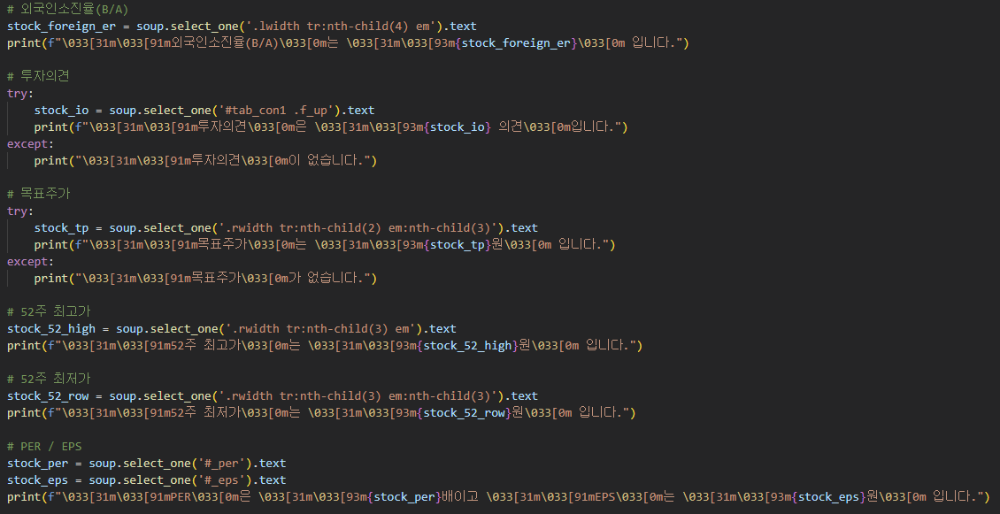 # 외국인소진율(B/A)
stock_foreign_er = soup.select_one('.lwidth tr:nth-child(4) em').text
print(f"\033[31m\033[91m외국인소진율(B/A)\033[0m는 \033[31m\033[93m{stock_foreign_er}\033[0m 입니다.")
# 투자의견
try:
    stock_io = soup.select_one('#tab_con1 .f_up').text
    print(f"\033[31m\033[91m투자의견\033[0m은 \033[31m\033[93m{stock_io} 의견\033[0m입니다.")
except:
    print("\033[31m\033[91m투자의견\033[0m이 없습니다.")
# 목표주가
try:
    stock_tp = soup.select_one('.rwidth tr:nth-child(2) em:nth-child(3)').text
    print(f"\033[31m\033[91m목표주가\033[0m는 \033[31m\033[93m{stock_tp}원\033[0m 입니다.")
except:
    print("\033[31m\033[91m목표주가\033[0m가 없습니다.")
# 52주 최고가
stock_52_high = soup.select_one('.rwidth tr:nth-child(3) em').text
print(f"\033[31m\033[91m52주 최고가\033[0m는 \033[31m\033[93m{stock_52_high}원\033[0m 입니다.")
# 52주 최저가
stock_52_row = soup.select_one('.rwidth tr:nth-child(3) em:nth-child(3)').text
print(f"\033[31m\033[91m52주 최저가\033[0m는 \033[31m\033[93m{stock_52_row}원\033[0m 입니다.")
# PER / EPS
stock_per = soup.select_one('#_per').text
stock_eps = soup.select_one('#_eps').text
print(f"\033[31m\033[91mPER\033[0m은 \033[31m\033[93m{stock_per}배이고 \033[31m\033[91mEPS\033[0m는 \033[31m\033[93m{stock_eps}원\033[0m 입니다.")